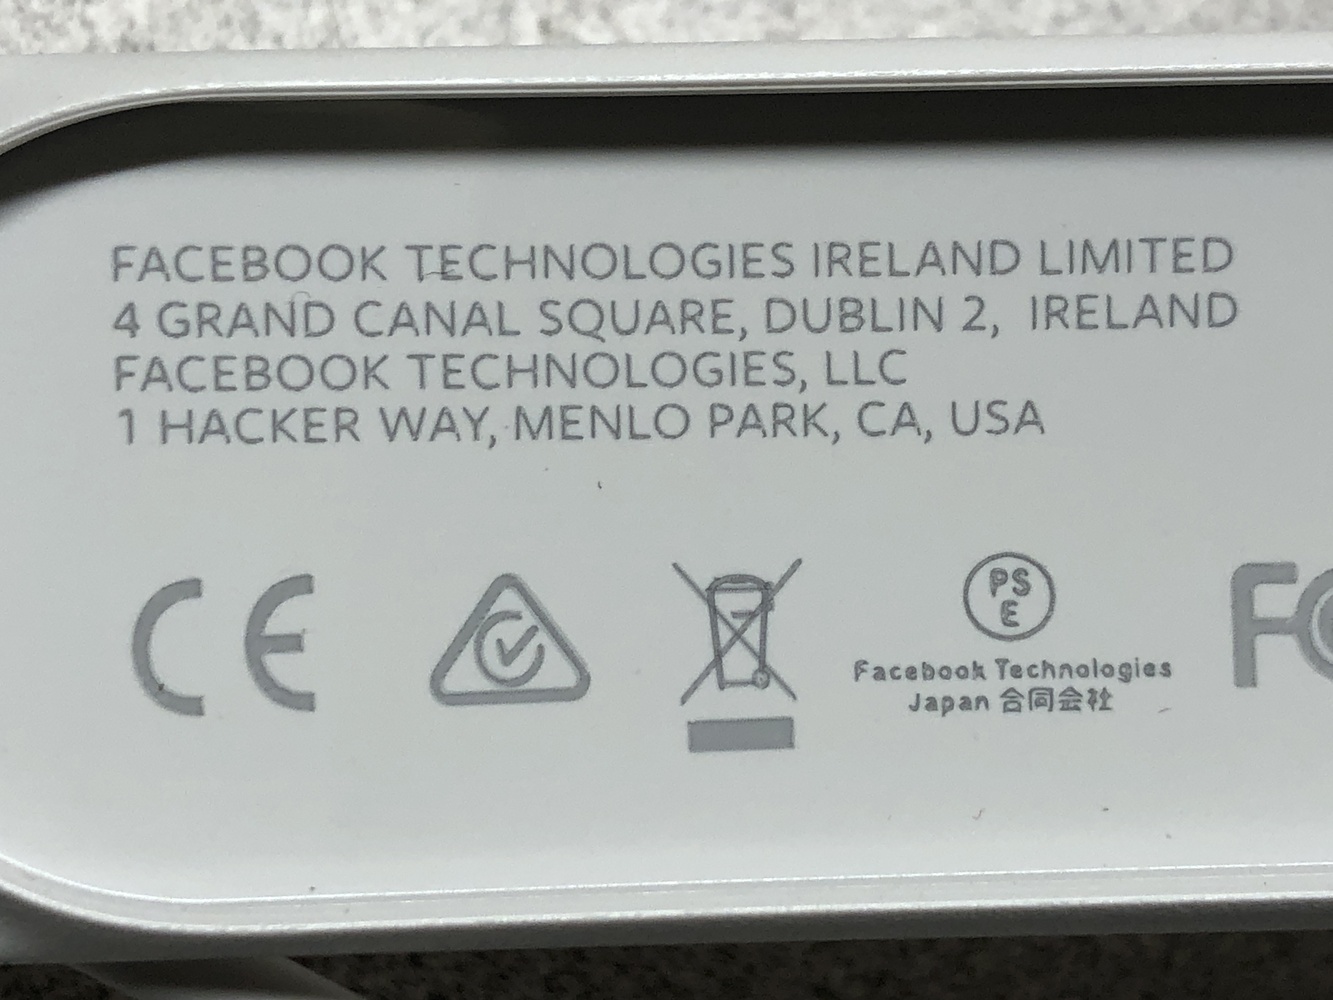 FACEBOOK TECHNOLOGIES IRELAND LIMITED
4 GRAND CANAL SQUARE, DUBLIN 2, IRELAND
FACEBOOK TECHNOLOGIES, LLC
1 HACKER WAY, MENLO PARK, CA, USA
CE
PS
E
Facebook Technologies
Japan 合同会社
FC